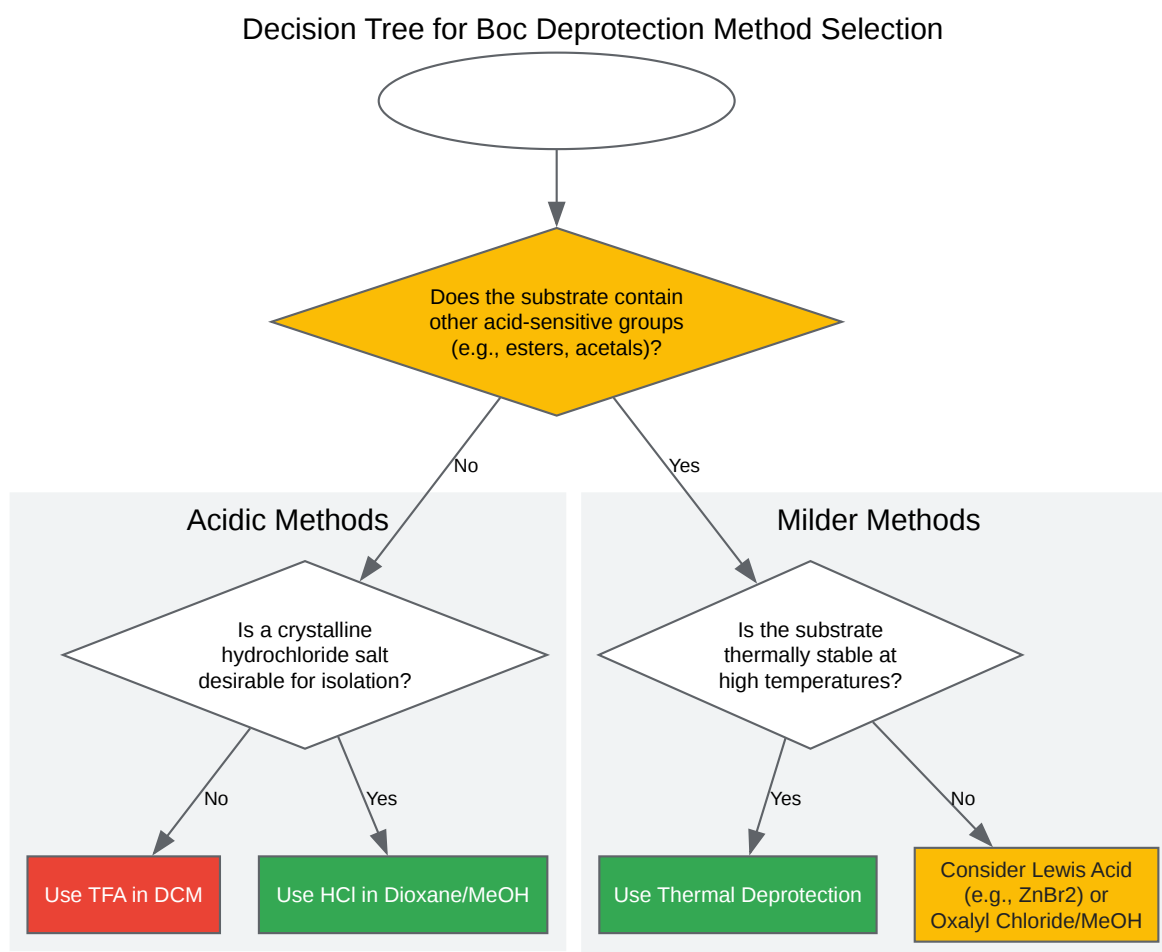 Decision Tree for Boc Deprotection Method Selection
Does the substrate contain
other acid-sensitive groups
(e.g., esters, acetals)?
No
Yes
Acidic Methods
Milder Methods
Is a crystalline
hydrochloride salt
desirable for isolation?
Is the substrate
thermally stable at
high temperatures?
No
Yes
Yes
No
Use TFA in DCM
Use HCl in Dioxane/MeOH
Use Thermal Deprotection
Consider Lewis Acid
(e.g., ZnBr2) or
Oxalyl Chloride/MeOH